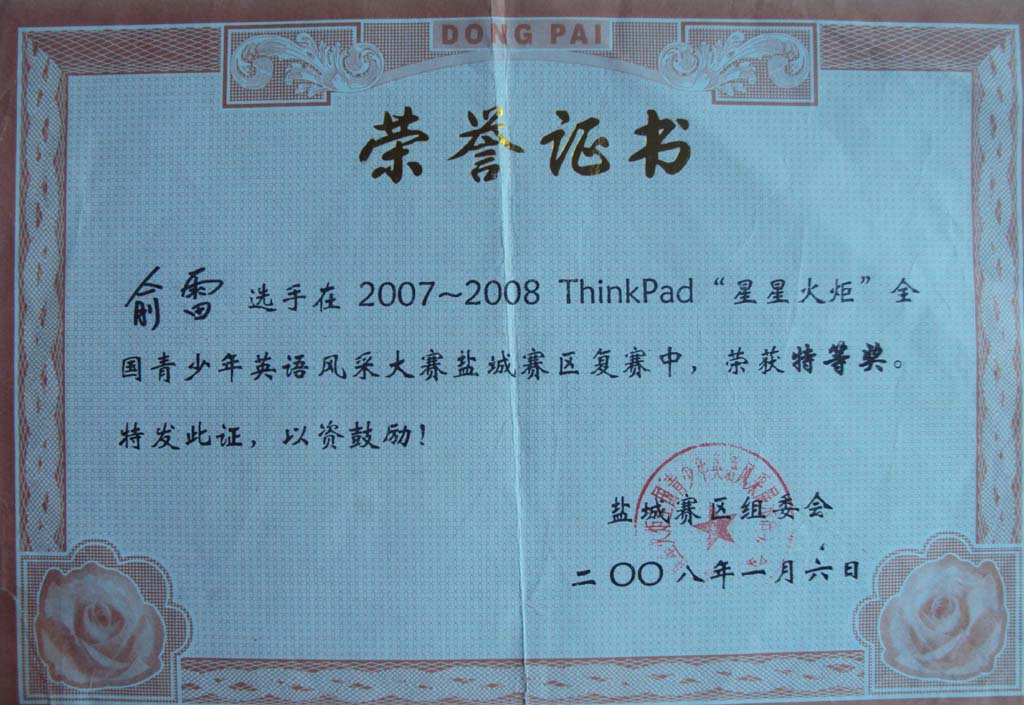 DONG PAI
荣誉证书
俞雷 选手在 2007～2008 ThinkPad “星星火炬”全
国青少年英语风采大赛盐城赛区复赛中，荣获特等奖。
特发此证，以资鼓励！
盐城赛区组委会
二〇〇八年一月六日